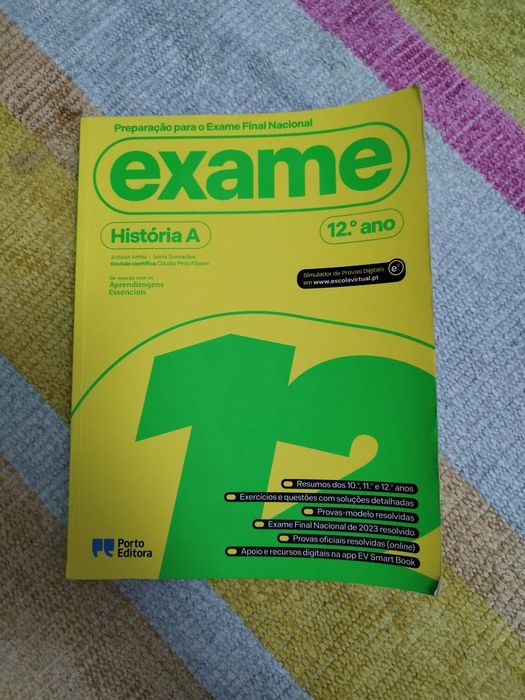 Preparação para o Exame Final Nacional
exame
História A
12.º ano
António Antão | Sónia Guimarães
Revisão científica Cláudia Pinto Ribeiro
De acordo com as
Aprendizagens
Essenciais
Simulador de Provas Digitais
em www.escolavirtual.pt
e
12
Resumos dos 10.º, 11.º e 12.º anos
Exercícios e questões com soluções detalhadas
Provas-modelo resolvidas
Exame Final Nacional de 2023 resolvido
Provas oficiais resolvidas (online)
Apoio e recursos digitais na app EV Smart Book
Porto
Editora